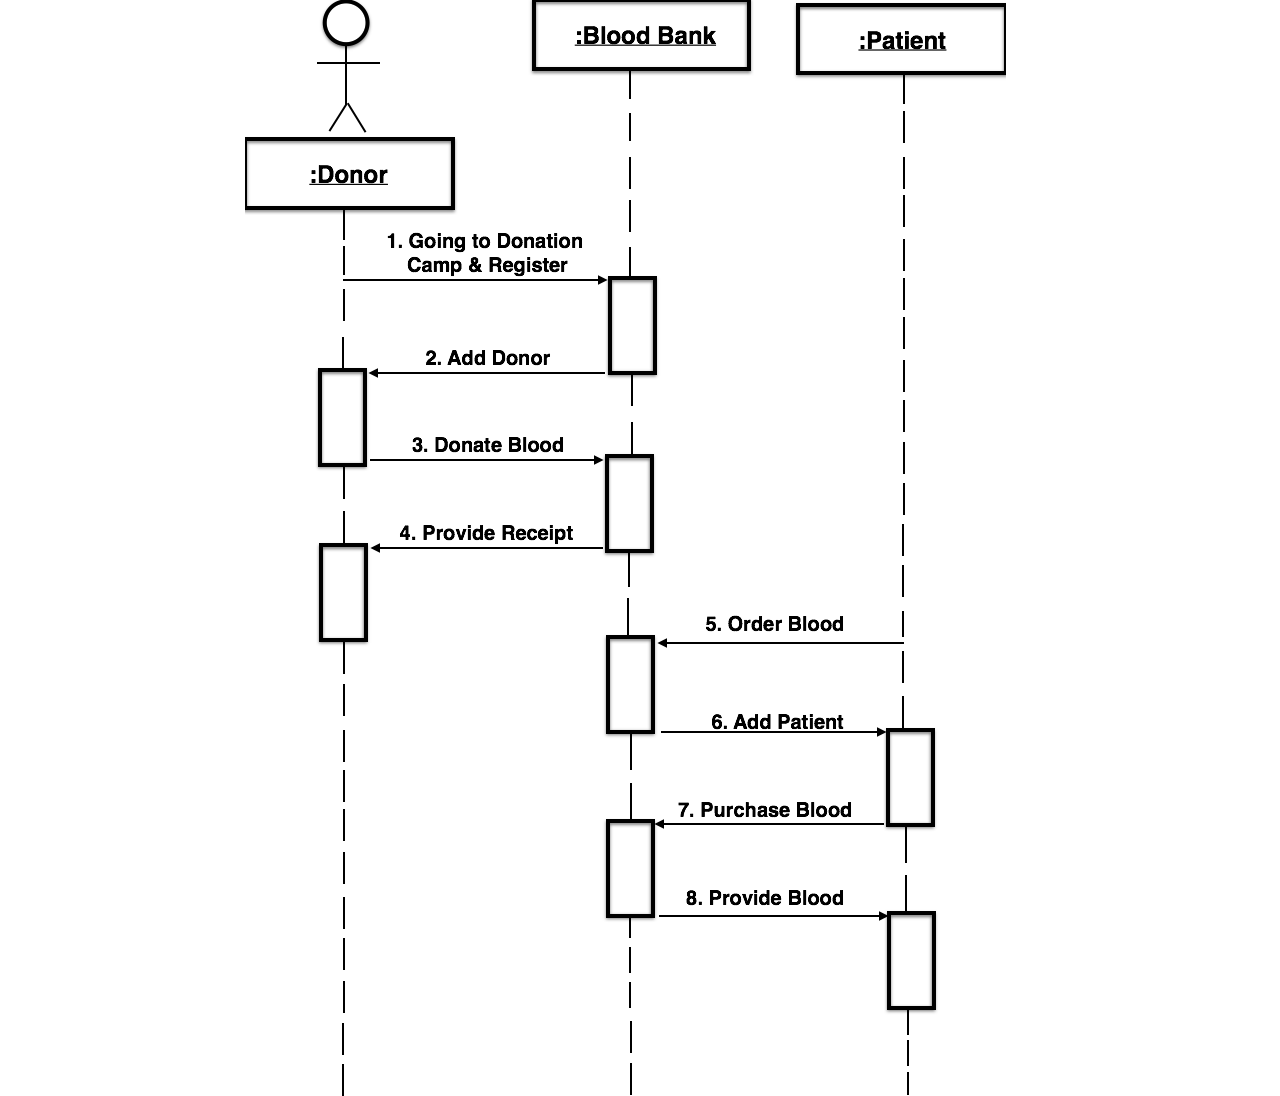 :Blood Bank
:Patient
:Donor
1. Going to Donation
Camp & Register
2. Add Donor
3. Donate Blood
4. Provide Receipt
5. Order Blood
6. Add Patient
7. Purchase Blood
8. Provide Blood